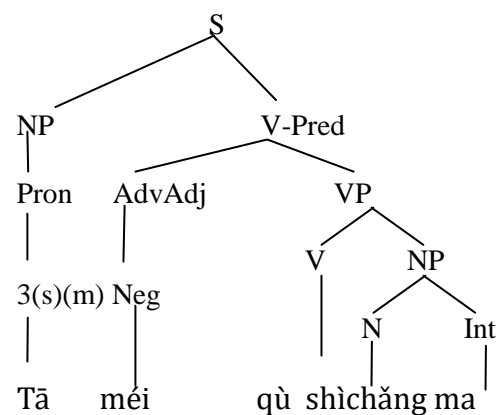 S
NP V-Pred
Pron AdvAdj VP
V NP
3(s)(m) Neg
N Int
Tā méi qù shìchǎng ma